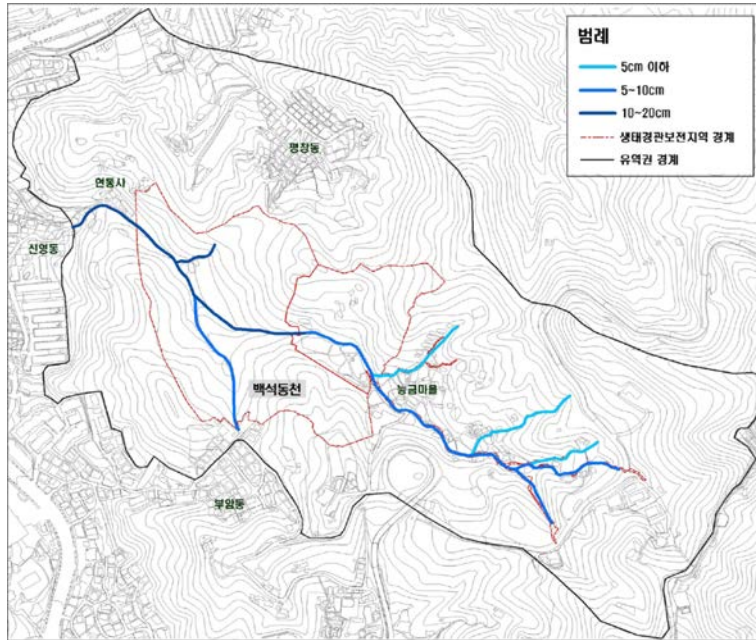 범례
5cm 이하
5~10cm
10~20cm
생태경관보전지역 경계
유역권 경계
평창동
현통사
신영동
백석동천
능금마을
부암동